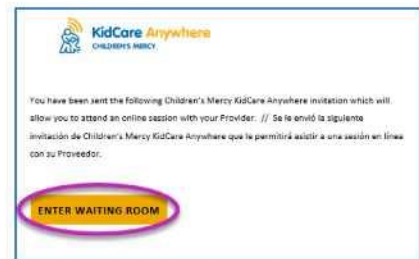 KidCare Anywhere
CHILDREN'S MERCY
You have been sent the following Children's Mercy KidCare Anywhere invitation which will
allow you to attend an online session with your Provider. // Se le envió la siguiente
invitación de Children's Mercy KidCare Anywhere que le permitirá asistir a una sesión en línea
con su Proveedor.
ENTER WAITING ROOM